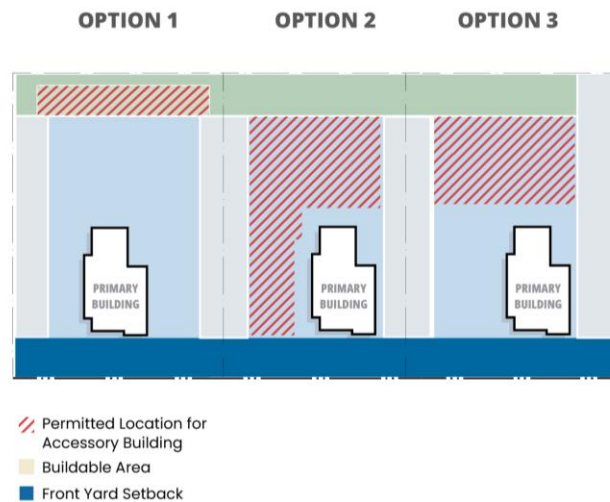 OPTION 1
OPTION 2
OPTION 3
PRIMARY
BUILDING
PRIMARY
BUILDING
PRIMARY
BUILDING
Permitted Location for
Accessory Building
Buildable Area
Front Yard Setback